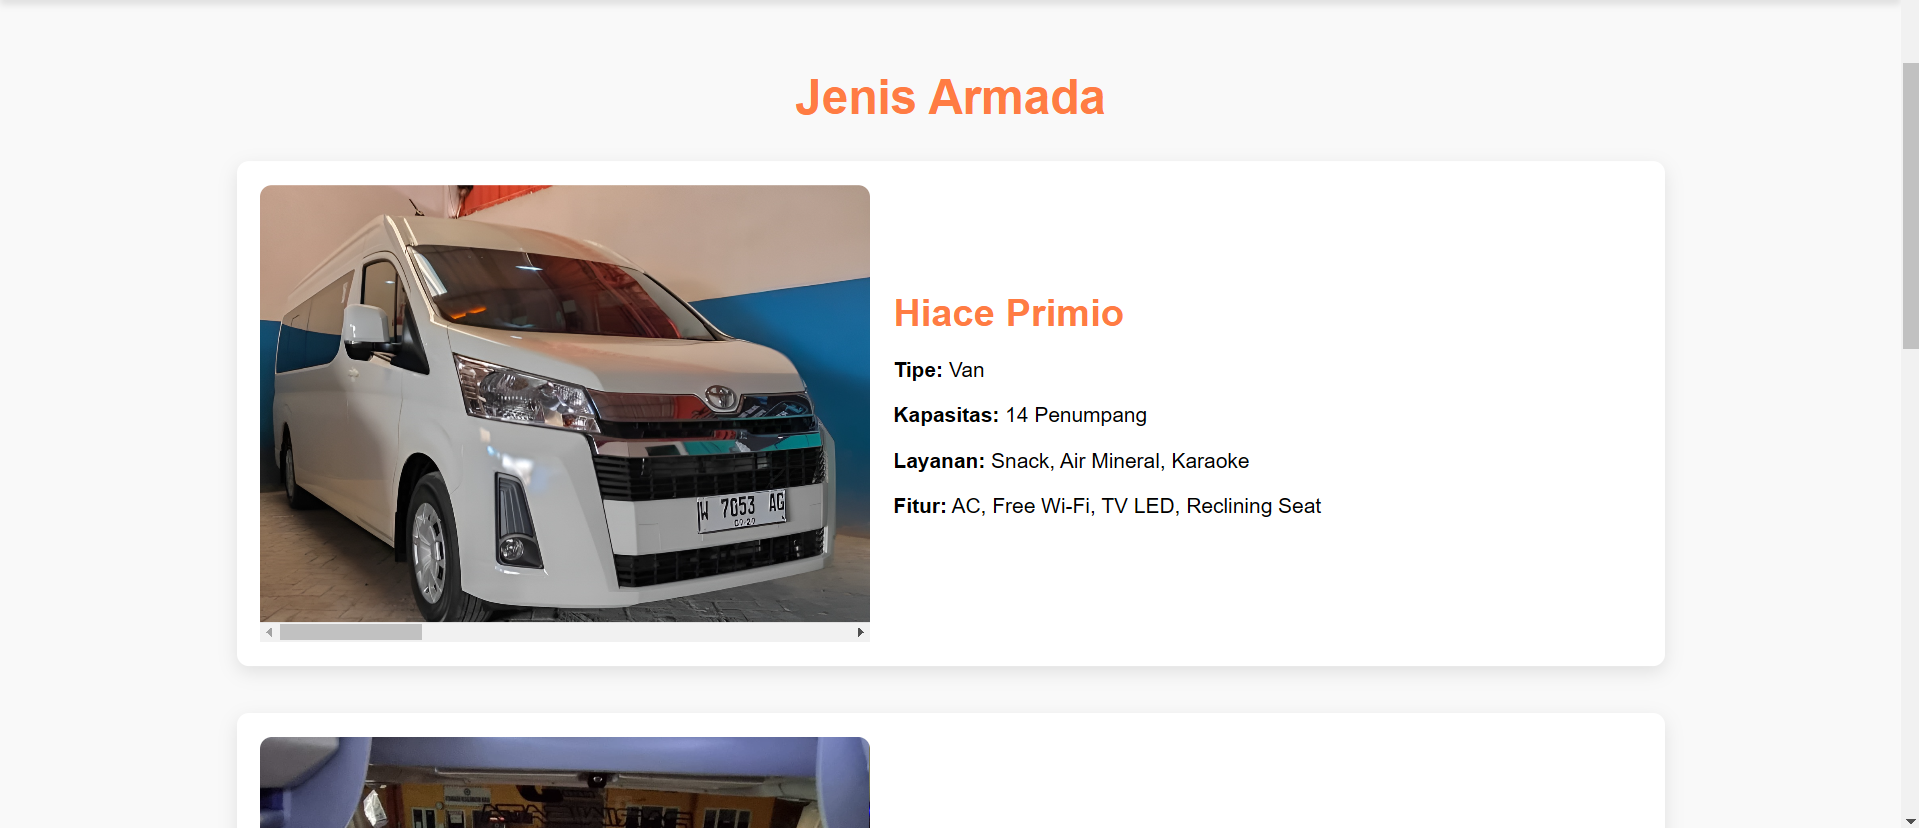 Jenis Armada
Hiace Primio
Tipe: Van
Kapasitas: 14 Penumpang
Layanan: Snack, Air Mineral, Karaoke
Fitur: AC, Free Wi-Fi, TV LED, Reclining Seat
W 7053 AG